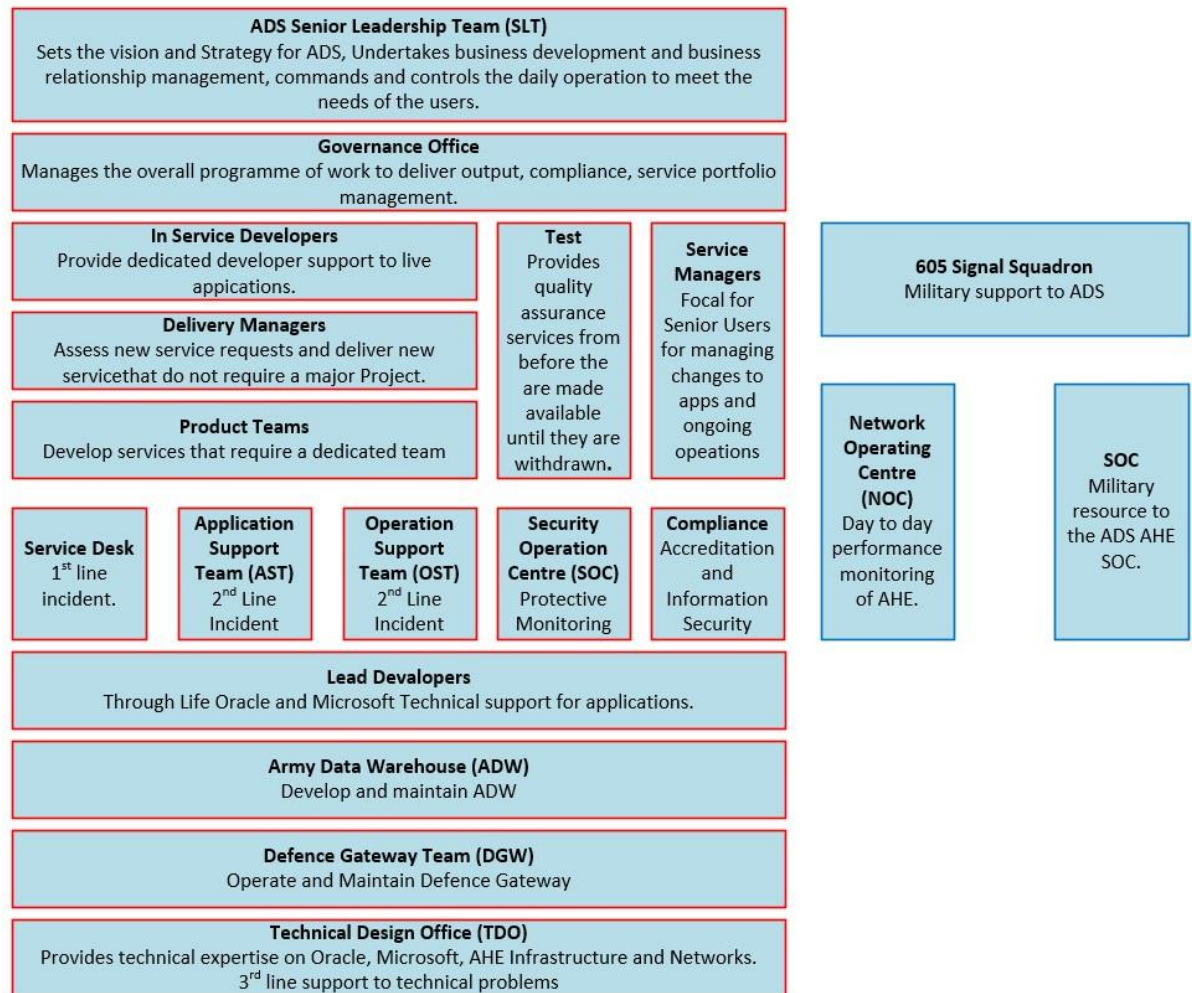 ADS Senior Leadership Team (SLT)
Sets the vision and Strategy for ADS, Undertakes business development and business
relationship management, commands and controls the daily operation to meet the
needs of the users.
Governance Office
Manages the overall programme of work to deliver output, compliance, service portfolio
management.
In Service Developers
Provide dedicated developer support to live
appications.
Delivery Managers
Assess new service requests and deliver new
servicethat do not require a major Project.
Product Teams
Develop services that require a dedicated team
Test
Provides
quality
assurance
services from
before the
are made
available
until they are
withdrawn.
Service
Managers
Focal for
Senior Users
for managing
changes to
apps and
ongoing
opeations
605 Signal Squadron
Military support to ADS
Network
Operating
Centre
(NOC)
Day to day
performance
monitoring
of AHE.
SOC
Military
resource to
the ADS AHE
SOC.
Service Desk
1st line
incident.
Application
Support
Team (AST)
2nd Line
Incident
Operation
Support
Team (OST)
2nd Line
Incident
Security
Operation
Centre (SOC)
Protective
Monitoring
Compliance
Accreditation
and
Information
Security
Lead Devalopers
Through Life Oracle and Microsoft Technical support for applications.
Army Data Warehouse (ADW)
Develop and maintain ADW
Defence Gateway Team (DGW)
Operate and Maintain Defence Gateway
Technical Design Office (TDO)
Provides technical expertise on Oracle, Microsoft, AHE Infrastructure and Networks.
3rd line support to technical problems